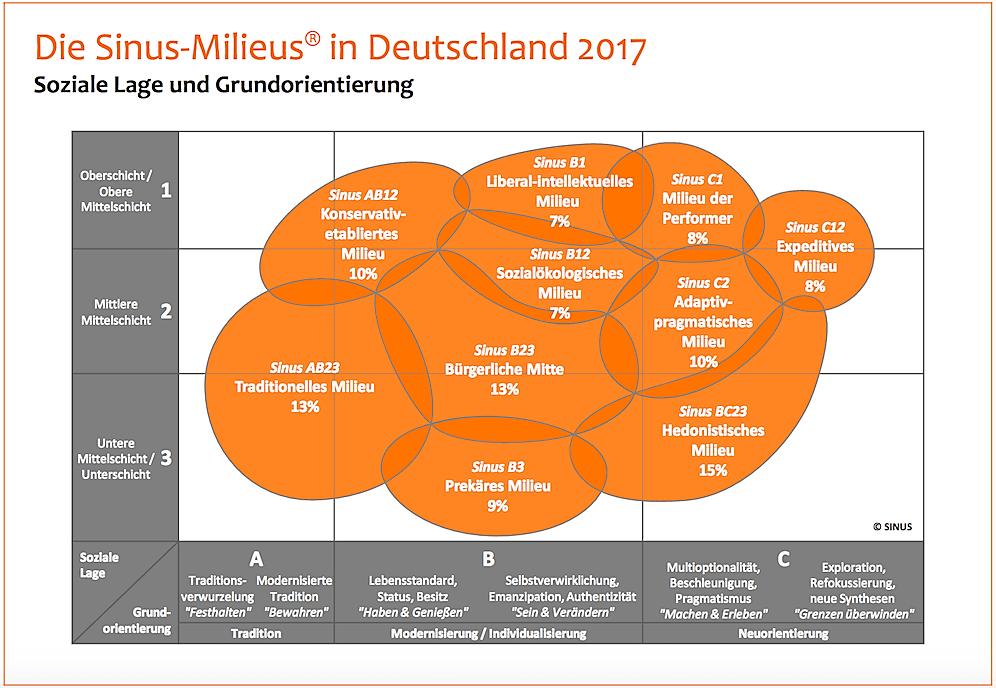 Die Sinus-Milieus® in Deutschland 2017
Soziale Lage und Grundorientierung
Oberschicht /
Obere
Mittelschicht
1
Mittlere
Mittelschicht
2
Untere
Mittelschicht /
Unterschicht
3
Sinus AB12
Konservativ-
etabliertes
Milieu
10%
Sinus B1
Liberal-intellektuelles
Milieu
7%
Sinus C1
Milieu der
Performer
8%
Sinus C12
Expeditives
Milieu
8%
Sinus B12
Sozialökologisches
Milieu
7%
Sinus C2
Adaptiv-
pragmatisches
Milieu
10%
Sinus AB23
Traditionelles Milieu
13%
Sinus B23
Bürgerliche Mitte
13%
Sinus BC23
Hedonistisches
Milieu
15%
Sinus B3
Prekäres Milieu
9%
© SINUS
Soziale
Lage
Grund-
orientierung
A
Traditions-
verwurzelung
"Festhalten"
Modernisierte
Tradition
"Bewahren"
Tradition
B
Lebensstandard,
Status, Besitz
"Haben & Genießen"
Selbstverwirklichung,
Emanzipation, Authentizität
"Sein & Verändern"
Modernisierung / Individualisierung
C
Multioptionalität,
Beschleunigung,
Pragmatismus
"Machen & Erleben"
Exploration,
Refokussierung,
neue Synthesen
"Grenzen überwinden"
Neuorientierung